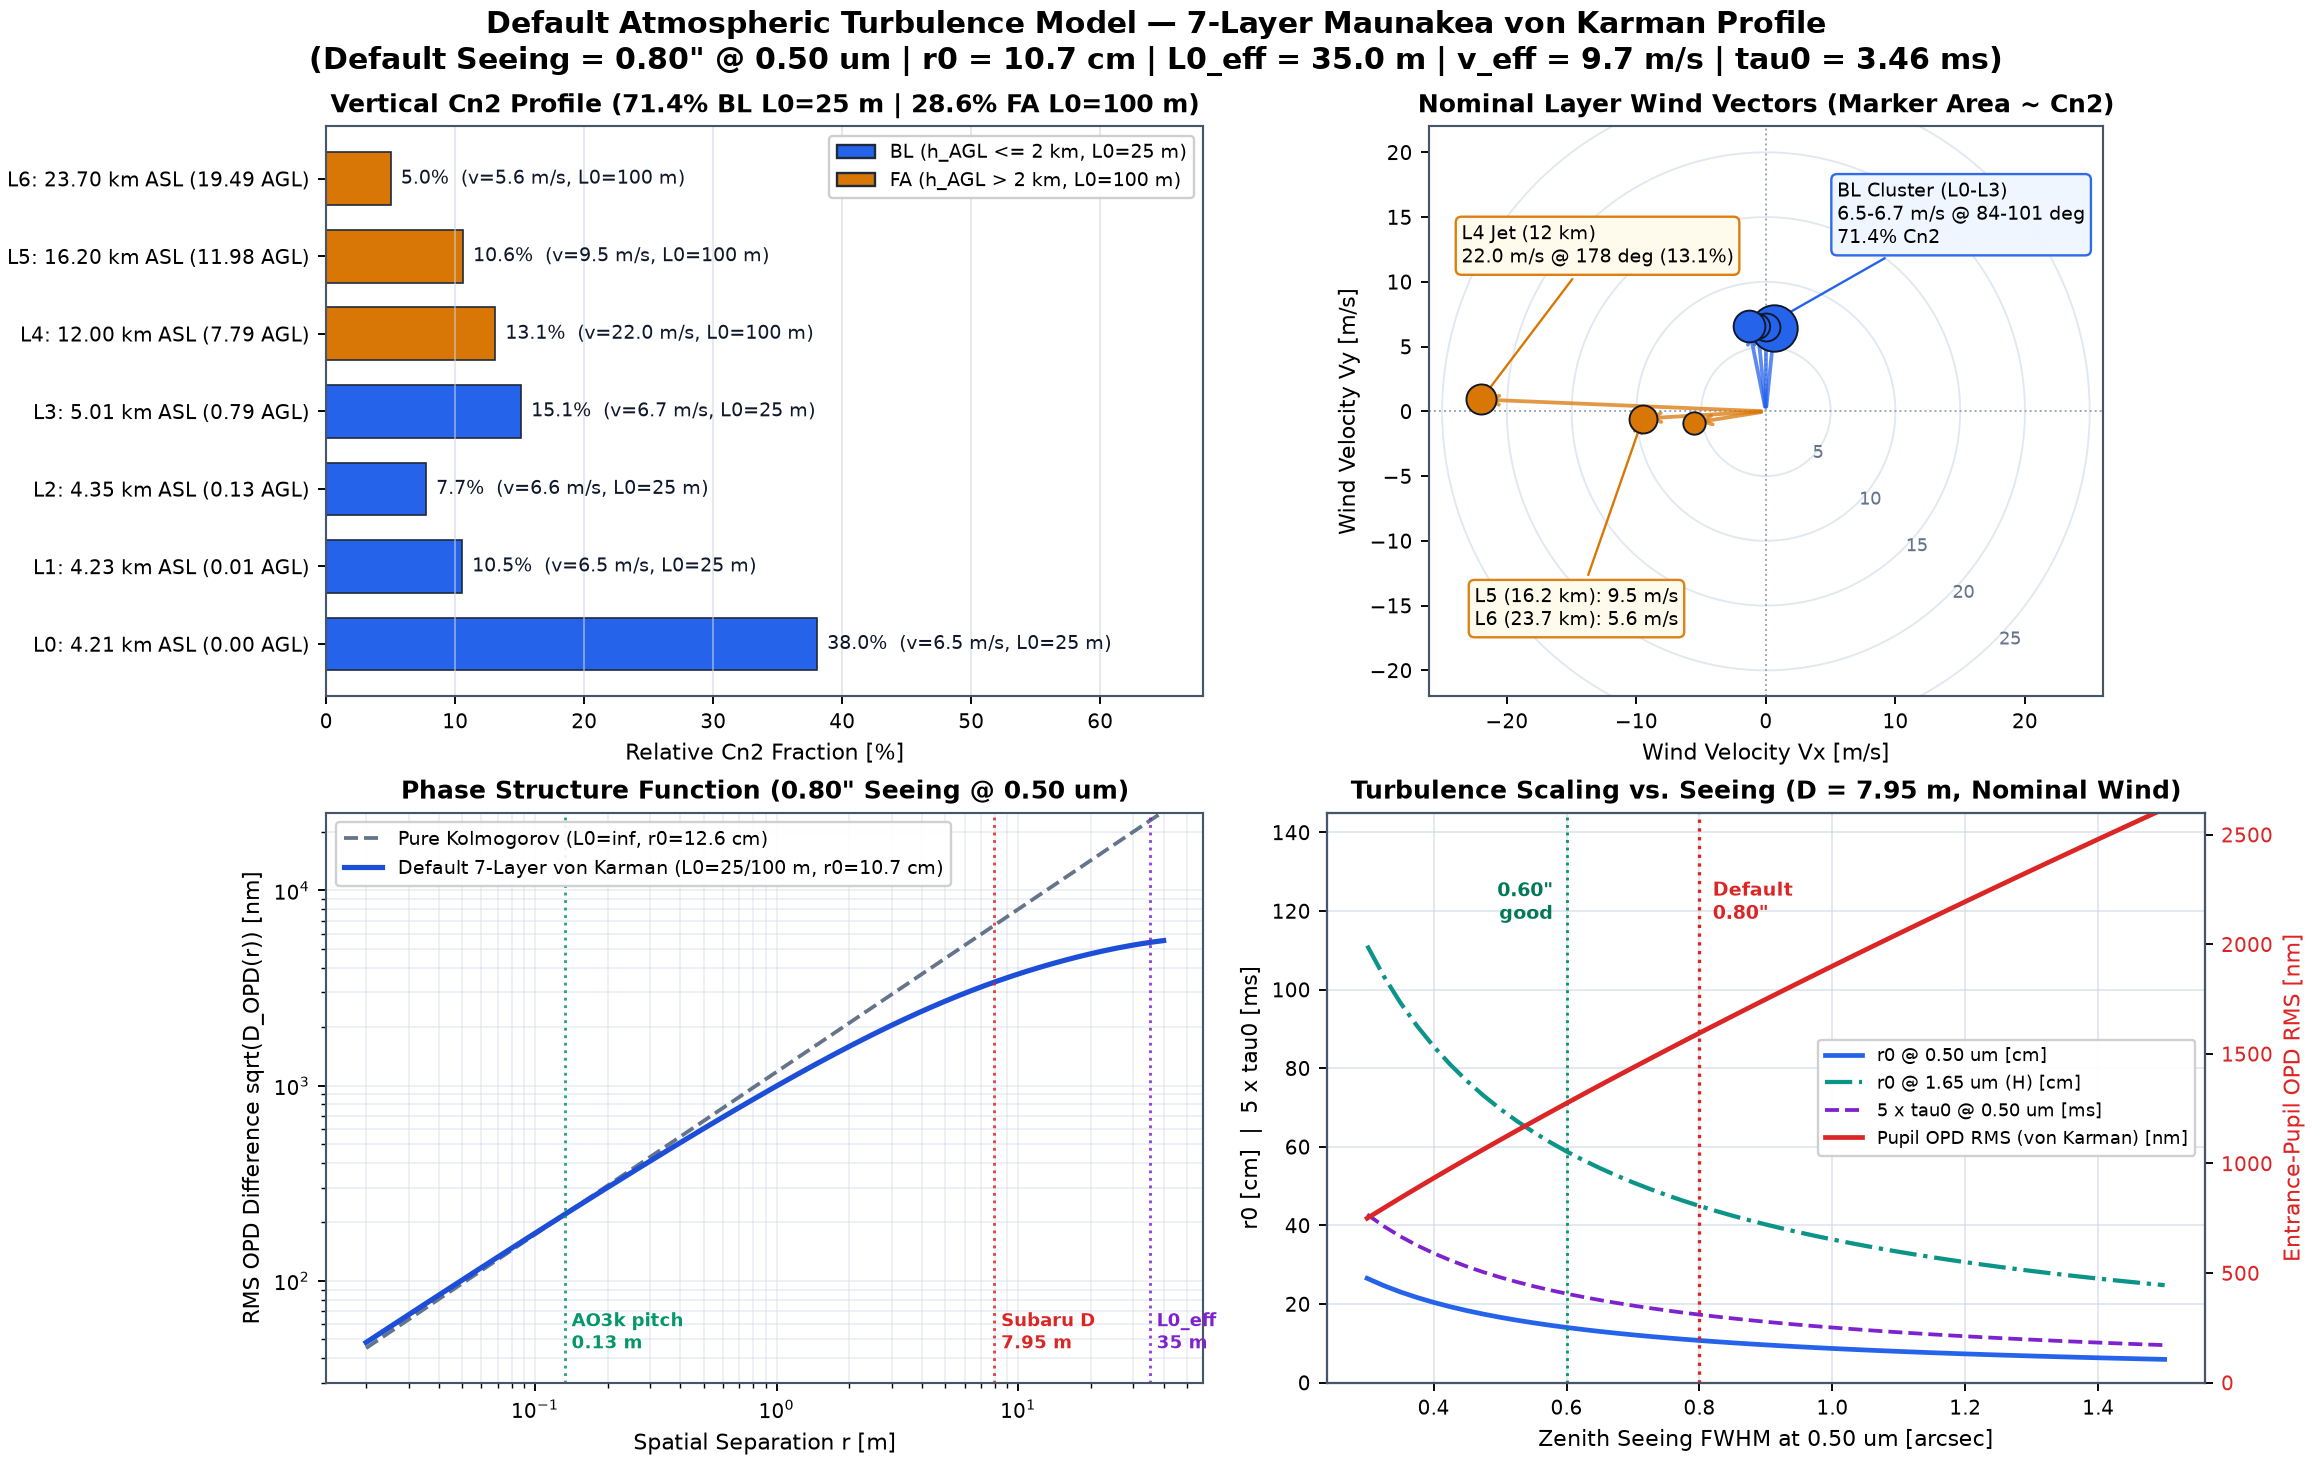 Default Atmospheric Turbulence Model — 7-Layer Maunakea von Karman Profile
(Default Seeing = 0.80" @ 0.50 um | r0 = 10.7 cm | L0_eff = 35.0 m | v_eff = 9.7 m/s | tau0 = 3.46 ms)
Vertical Cn2 Profile (71.4% BL L0=25 m | 28.6% FA L0=100 m)
BL (h_AGL <= 2 km, L0=25 m)
FA (h_AGL > 2 km, L0=100 m)
L6: 23.70 km ASL (19.49 AGL)
5.0%  (v=5.6 m/s, L0=100 m)
L5: 16.20 km ASL (11.98 AGL)
10.6%  (v=9.5 m/s, L0=100 m)
L4: 12.00 km ASL (7.79 AGL)
13.1%  (v=22.0 m/s, L0=100 m)
L3: 5.01 km ASL (0.79 AGL)
15.1%  (v=6.7 m/s, L0=25 m)
L2: 4.35 km ASL (0.13 AGL)
7.7%  (v=6.6 m/s, L0=25 m)
L1: 4.23 km ASL (0.01 AGL)
10.5%  (v=6.5 m/s, L0=25 m)
L0: 4.21 km ASL (0.00 AGL)
38.0%  (v=6.5 m/s, L0=25 m)
0 10 20 30 40 50 60
Relative Cn2 Fraction [%]
Nominal Layer Wind Vectors (Marker Area ~ Cn2)
Wind Velocity Vy [m/s]
20
15
10
5
0
−5
−10
−15
−20
BL Cluster (L0-L3)
6.5-6.7 m/s @ 84-101 deg
71.4% Cn2
L4 Jet (12 km)
22.0 m/s @ 178 deg (13.1%)
L5 (16.2 km): 9.5 m/s
L6 (23.7 km): 5.6 m/s
5
10
15
20
25
−20 −10 0 10 20
Wind Velocity Vx [m/s]
Phase Structure Function (0.80" Seeing @ 0.50 um)
RMS OPD Difference sqrt(D_OPD(r)) [nm]
10⁴
10³
10²
Pure Kolmogorov (L0=inf, r0=12.6 cm)
Default 7-Layer von Karman (L0=25/100 m, r0=10.7 cm)
AO3k pitch
0.13 m
Subaru D
7.95 m
L0_eff
35 m
10⁻¹ 10⁰ 10¹
Spatial Separation r [m]
Turbulence Scaling vs. Seeing (D = 7.95 m, Nominal Wind)
r0 [cm]  |  5 x tau0 [ms]
140
120
100
80
60
40
20
0
0.60"
good
Default
0.80"
r0 @ 0.50 um [cm]
r0 @ 1.65 um (H) [cm]
5 x tau0 @ 0.50 um [ms]
Pupil OPD RMS (von Karman) [nm]
2500
2000
1500
1000
500
0
Entrance-Pupil OPD RMS [nm]
0.4 0.6 0.8 1.0 1.2 1.4
Zenith Seeing FWHM at 0.50 um [arcsec]